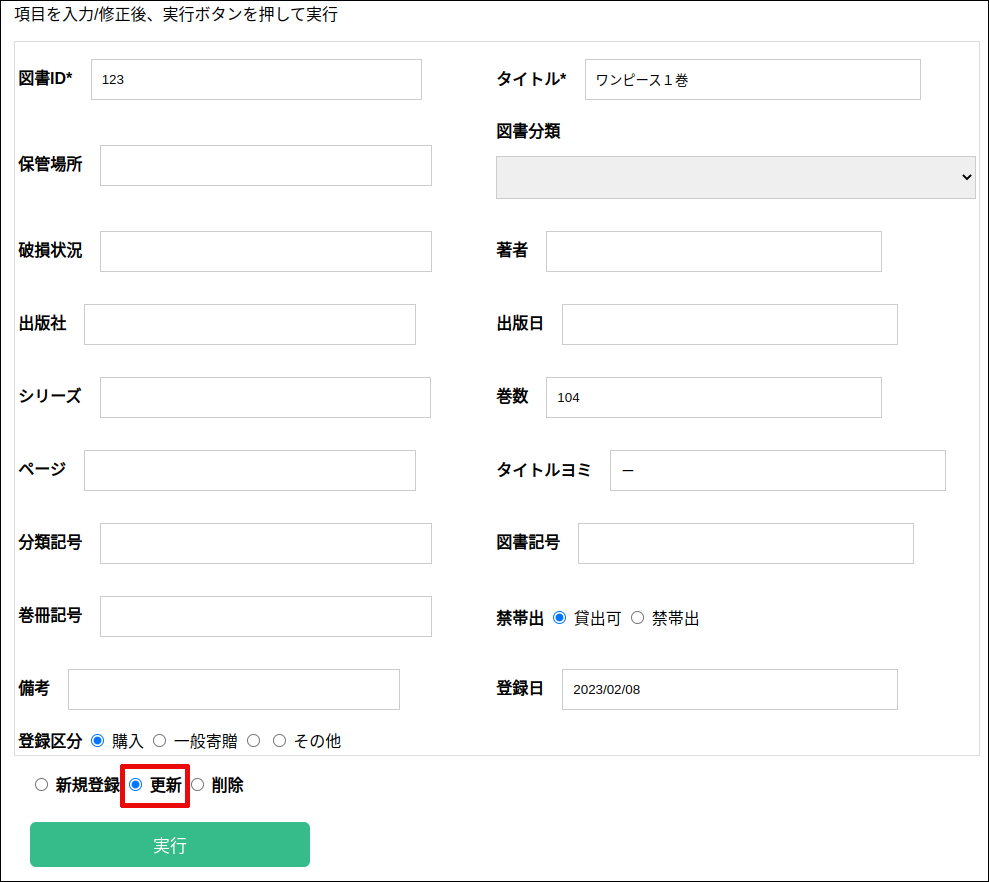 項目を入力/修正後、実行ボタンを押して実行
図書ID* 123 タイトル* ワンピース１巻
図書分類
保管場所
破損状況 著者
出版社 出版日
シリーズ 巻数 104
ページ タイトルヨミ ー
分類記号 図書記号
巻冊記号 禁帯出 貸出可 禁帯出
備考 登録日 2023/02/08
登録区分 購入 一般寄贈 その他
新規登録 更新 削除
実行